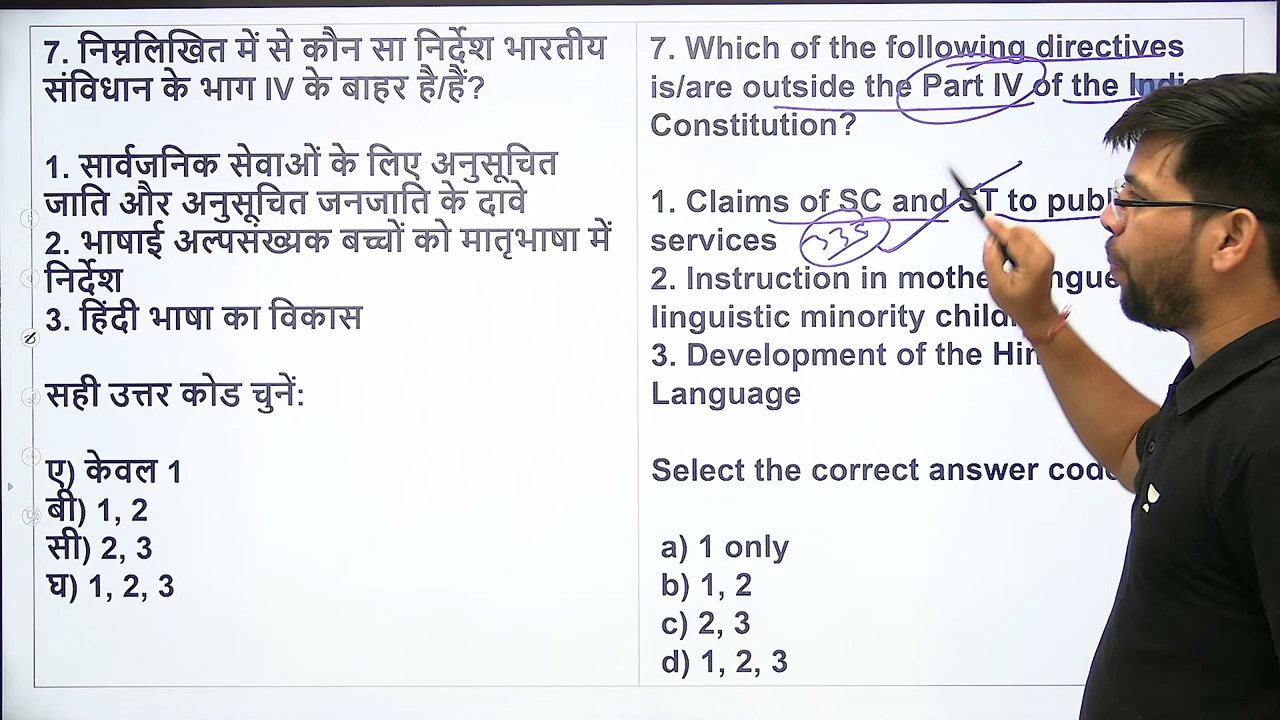 7. निम्नलिखित में से कौन सा निर्देश भारतीय
संविधान के भाग IV के बाहर है/हैं?
1. सार्वजनिक सेवाओं के लिए अनुसूचित
जाति और अनुसूचित जनजाति के दावे
2. भाषाई अल्पसंख्यक बच्चों को मातृभाषा में
निर्देश
3. हिंदी भाषा का विकास
सही उत्तर कोड चुनें:
ए) केवल 1
बी) 1, 2
सी) 2, 3
घ) 1, 2, 3
7. Which of the following directives
is/are outside the Part IV of the
Constitution?
1. Claims of SC and ST to
services 335
2. Instruction in
linguistic minority
3. Development of the
Language
Select the correct answer
a) 1 only
b) 1, 2
c) 2, 3
d) 1, 2, 3